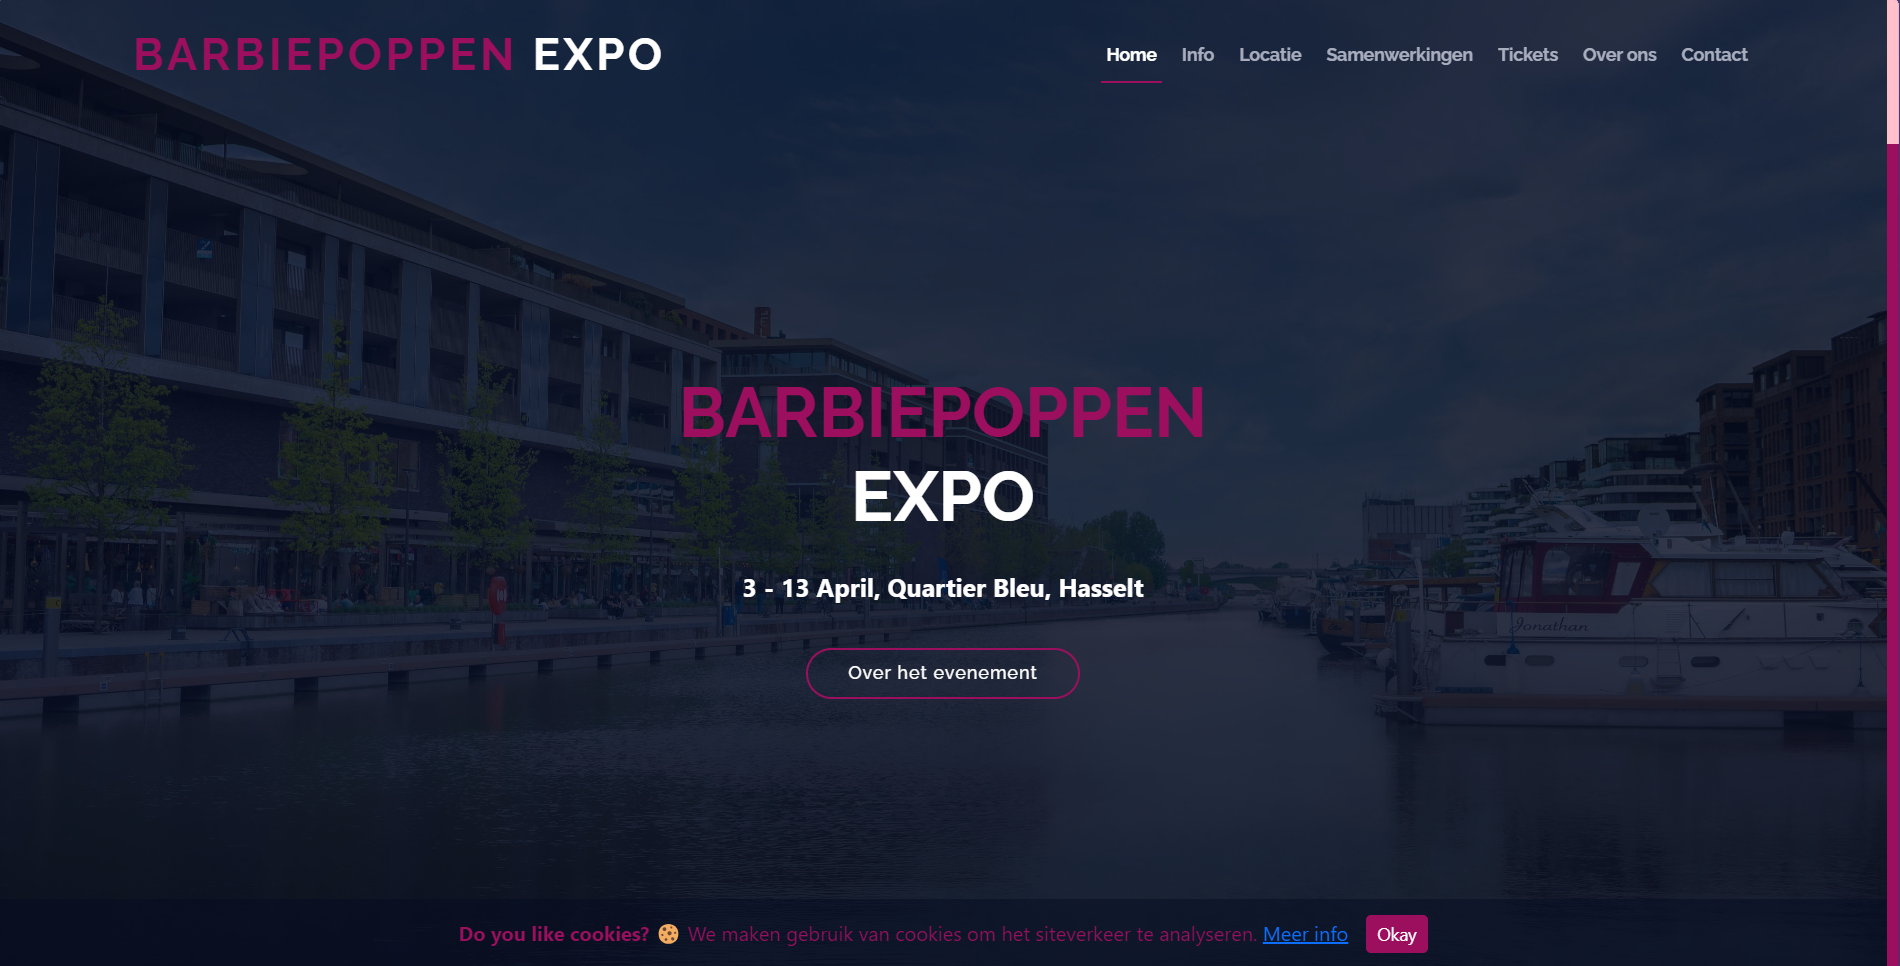 BARBIEPOPPEN EXPO
Home Info Locatie Samenwerkingen Tickets Over ons Contact
BARBIEPOPPEN
EXPO
3 - 13 April, Quartier Bleu, Hasselt
Jonathan
Over het evenement
Do you like cookies? 🍪 We maken gebruik van cookies om het siteverkeer te analyseren. Meer info Okay